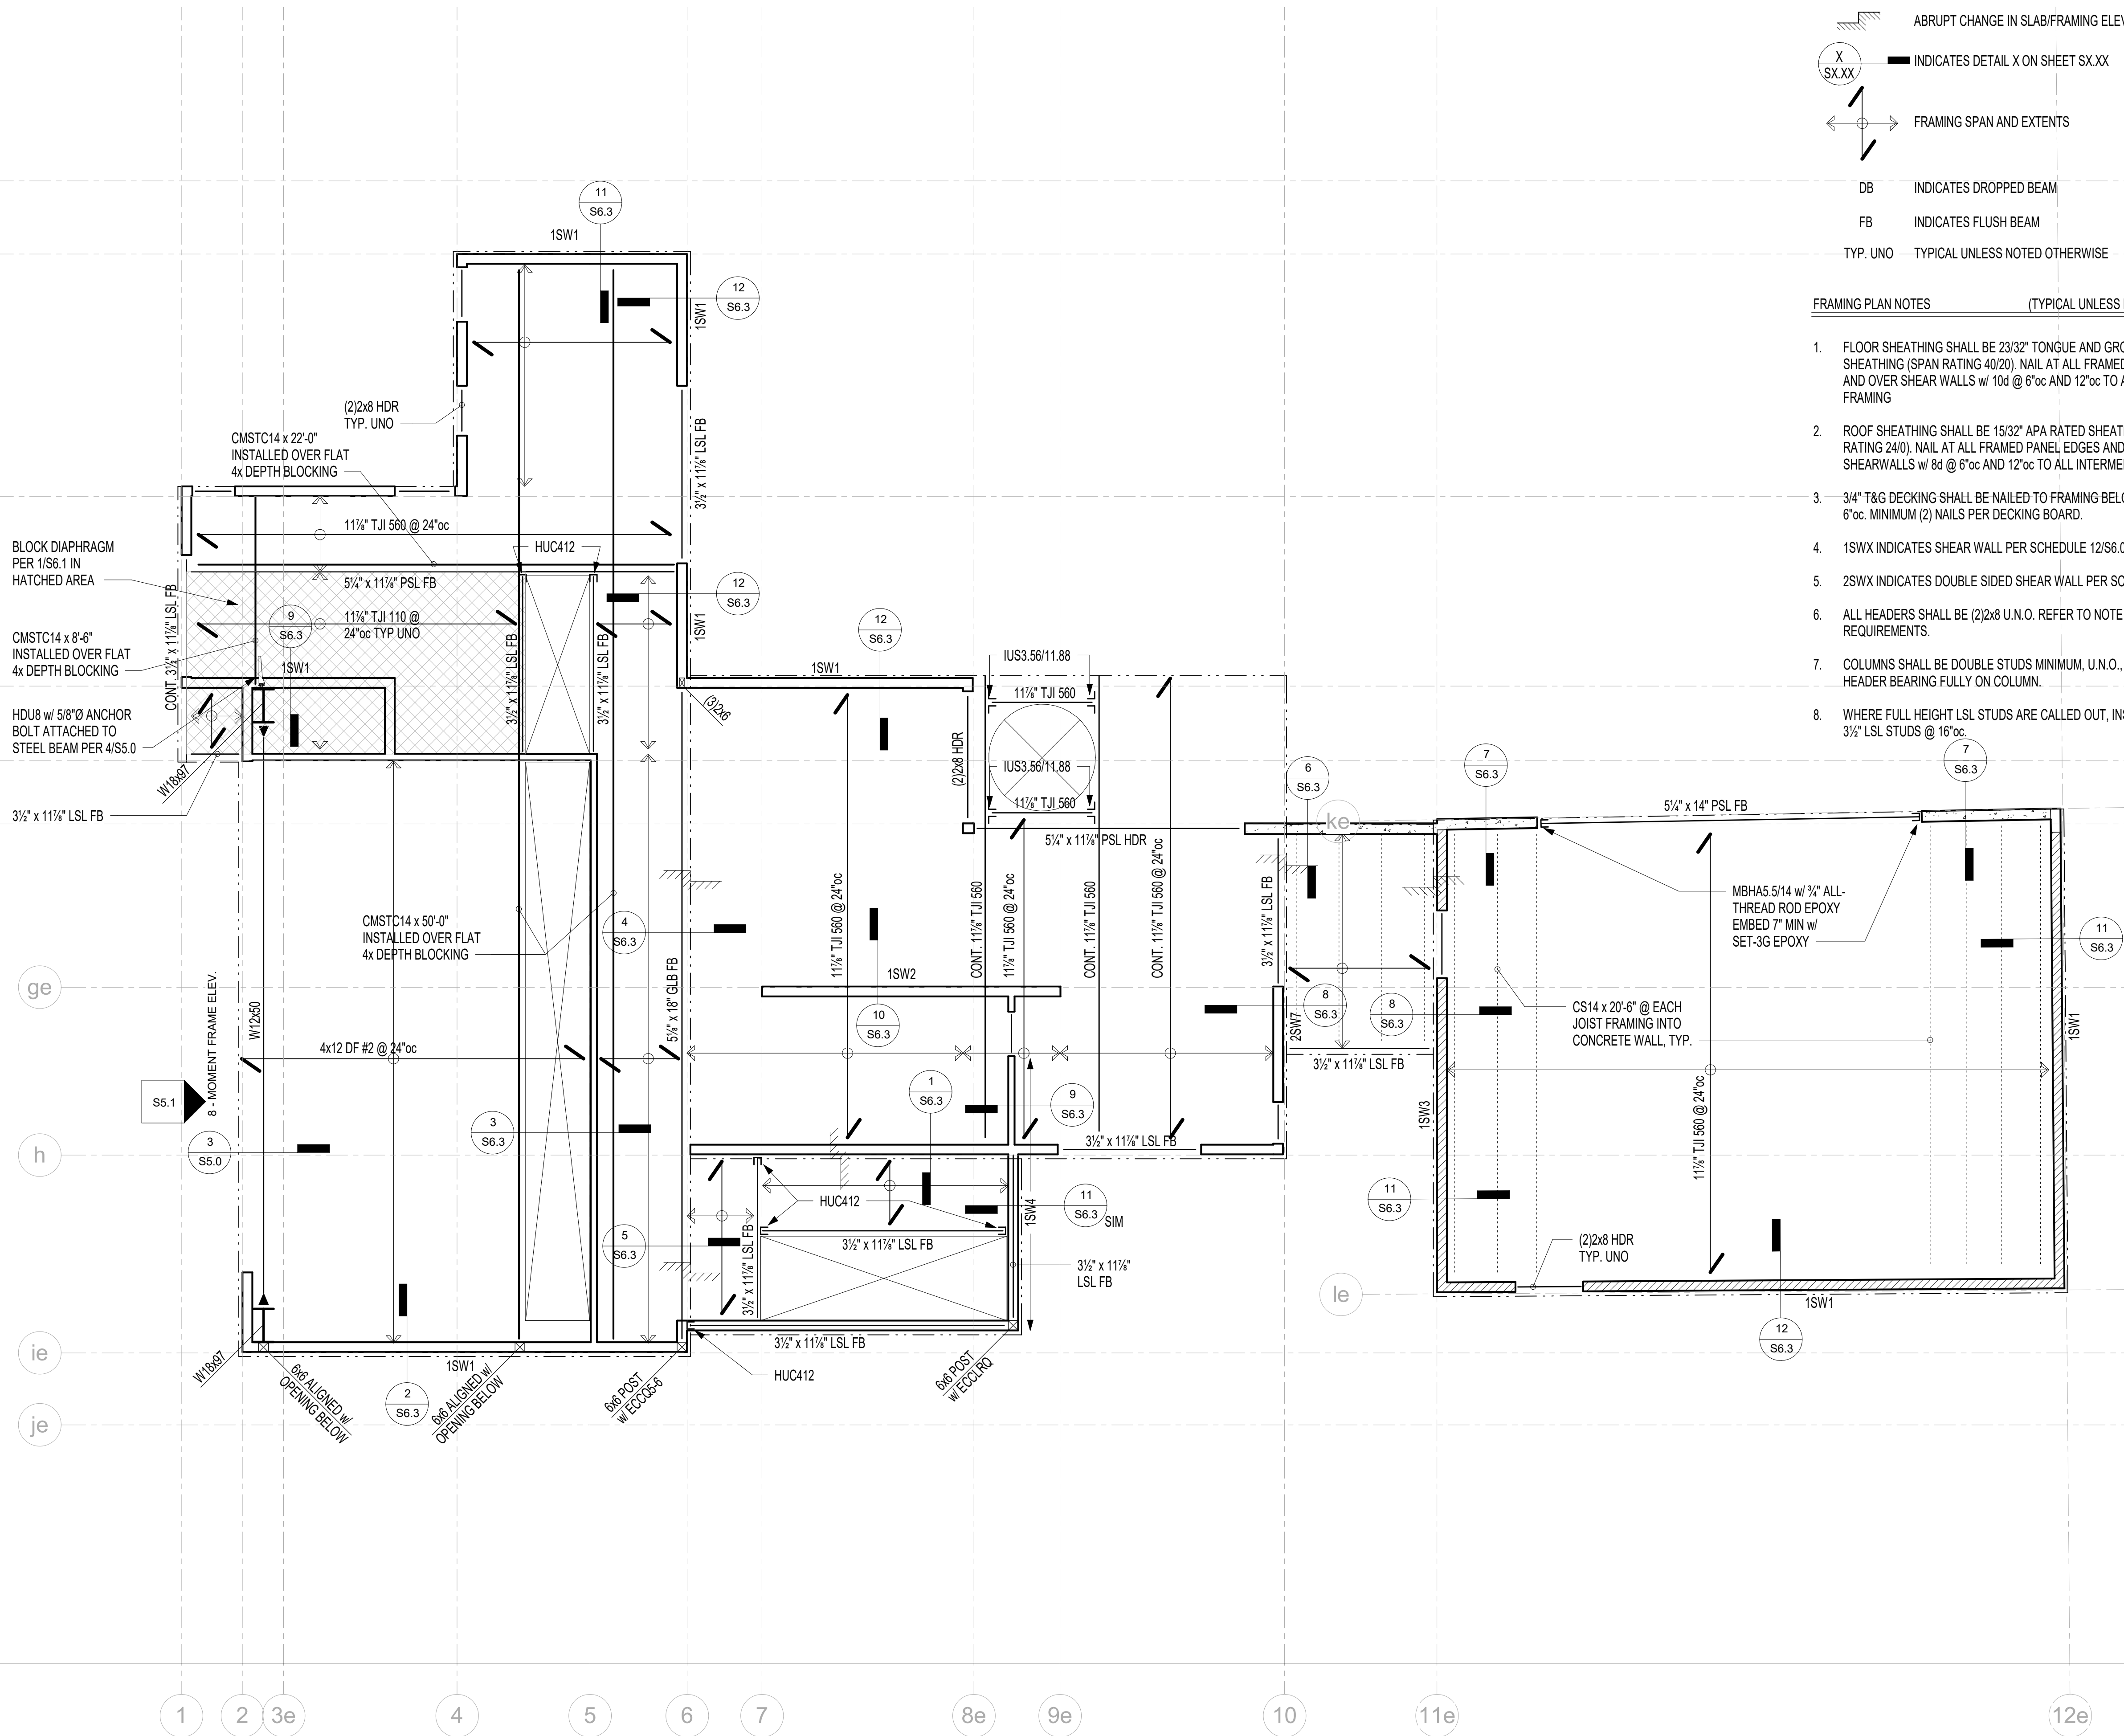 ABRUPT CHANGE IN SLAB/FRAMING ELEV
X
SX.XX
INDICATES DETAIL X ON SHEET SX.XX
FRAMING SPAN AND EXTENTS
DB INDICATES DROPPED BEAM
FB INDICATES FLUSH BEAM
TYP. UNO TYPICAL UNLESS NOTED OTHERWISE
FRAMING PLAN NOTES (TYPICAL UNLESS
1. FLOOR SHEATHING SHALL BE 23/32" TONGUE AND GRO
SHEATHING (SPAN RATING 40/20). NAIL AT ALL FRAMED
AND OVER SHEAR WALLS w/ 10d @ 6"oc AND 12"oc TO A
FRAMING
2. ROOF SHEATHING SHALL BE 15/32" APA RATED SHEAT
RATING 24/0). NAIL AT ALL FRAMED PANEL EDGES AND
SHEARWALLS w/ 8d @ 6"oc AND 12"oc TO ALL INTERME
3. 3/4" T&G DECKING SHALL BE NAILED TO FRAMING BELO
6"oc. MINIMUM (2) NAILS PER DECKING BOARD.
4. 1SWX INDICATES SHEAR WALL PER SCHEDULE 12/S6.0
5. 2SWX INDICATES DOUBLE SIDED SHEAR WALL PER SC
6. ALL HEADERS SHALL BE (2)2x8 U.N.O. REFER TO NOTE
REQUIREMENTS.
7. COLUMNS SHALL BE DOUBLE STUDS MINIMUM, U.N.O.,
HEADER BEARING FULLY ON COLUMN.
8. WHERE FULL HEIGHT LSL STUDS ARE CALLED OUT, INS
3½" LSL STUDS @ 16"oc.
11
S6.3
1SW1
12
S6.3
1SW1
(2)2x8 HDR
TYP. UNO
3½" x 11⅞" LSL FB
CMSTC14 x 22'-0"
INSTALLED OVER FLAT
4x DEPTH BLOCKING
11⅞" TJI 560 @ 24"oc
HUC412
BLOCK DIAPHRAGM
PER 1/S6.1 IN
HATCHED AREA
5¼" x 11⅞" PSL FB
11⅞" TJI 110 @
24"oc TYP UNO
12
S6.3
1SW1
9
S6.3
CONT. 3½" x 11⅞" LSL FB
CMSTC14 x 8'-6"
INSTALLED OVER FLAT
4x DEPTH BLOCKING
1SW1
3½" x 11⅞" LSL FB
3½" x 11⅞" LSL FB
HDU8 w/ 5/8"Ø ANCHOR
BOLT ATTACHED TO
STEEL BEAM PER 4/S5.0
W18x97
3½" x 11⅞" LSL FB
(3)2x6
12
S6.3
1SW1
IUS3.56/11.88
11⅞" TJI 560
(2)2x8 HDR
IUS3.56/11.88
11⅞" TJI 560
5¼" x 11⅞" PSL HDR
6
S6.3
ke
7
S6.3
5¼" x 14" PSL FB
7
S6.3
MBHA5.5/14 w/ ¾" ALL-
THREAD ROD EPOXY
EMBED 7" MIN w/
SET-3G EPOXY
11
S6.3
CMSTC14 x 50'-0"
INSTALLED OVER FLAT
4x DEPTH BLOCKING
4
S6.3
11⅞" TJI 560 @ 24"oc
CONT. 11⅞" TJI 560
11⅞" TJI 560 @ 24"oc
CONT. 11⅞" TJI 560
CONT. 11⅞" TJI 560 @ 24"oc
3½" x 11⅞" LSL FB
ge
1SW2
10
S6.3
8
S6.3
8
S6.3
CS14 x 20'-6" @ EACH
JOIST FRAMING INTO
CONCRETE WALL, TYP.
8 - MOMENT FRAME ELEV.
W12x50
5⅛" x 18" GLB FB
2SW7
1SW1
4x12 DF #2 @ 24"oc
3½" x 11⅞" LSL FB
S5.1
1
S6.3
9
S6.3
1SW3
11⅞" TJI 560 @ 24"oc
3
S5.0
3
S6.3
3½" x 11⅞" LSL FB
h
HUC412
1SW4
11
S6.3
SIM
11
S6.3
5
S6.3
3½" x 11⅞" LSL FB
3½" x 11⅞" LSL FB
3½" x 11⅞"
LSL FB
(2)2x8 HDR
TYP. UNO
le
1SW1
12
S6.3
3½" x 11⅞" LSL FB
HUC412
ie
W18x97
6x6 ALIGNED w/
OPENING BELOW
1SW1
2
S6.3
6x6 ALIGNED w/
OPENING BELOW
6x6 POST
w/ ECCQ5-6
6x6 POST
w/ ECCLRQ
je
1 2 3e 4 5 6 7 8e 9e 10 11e 12e